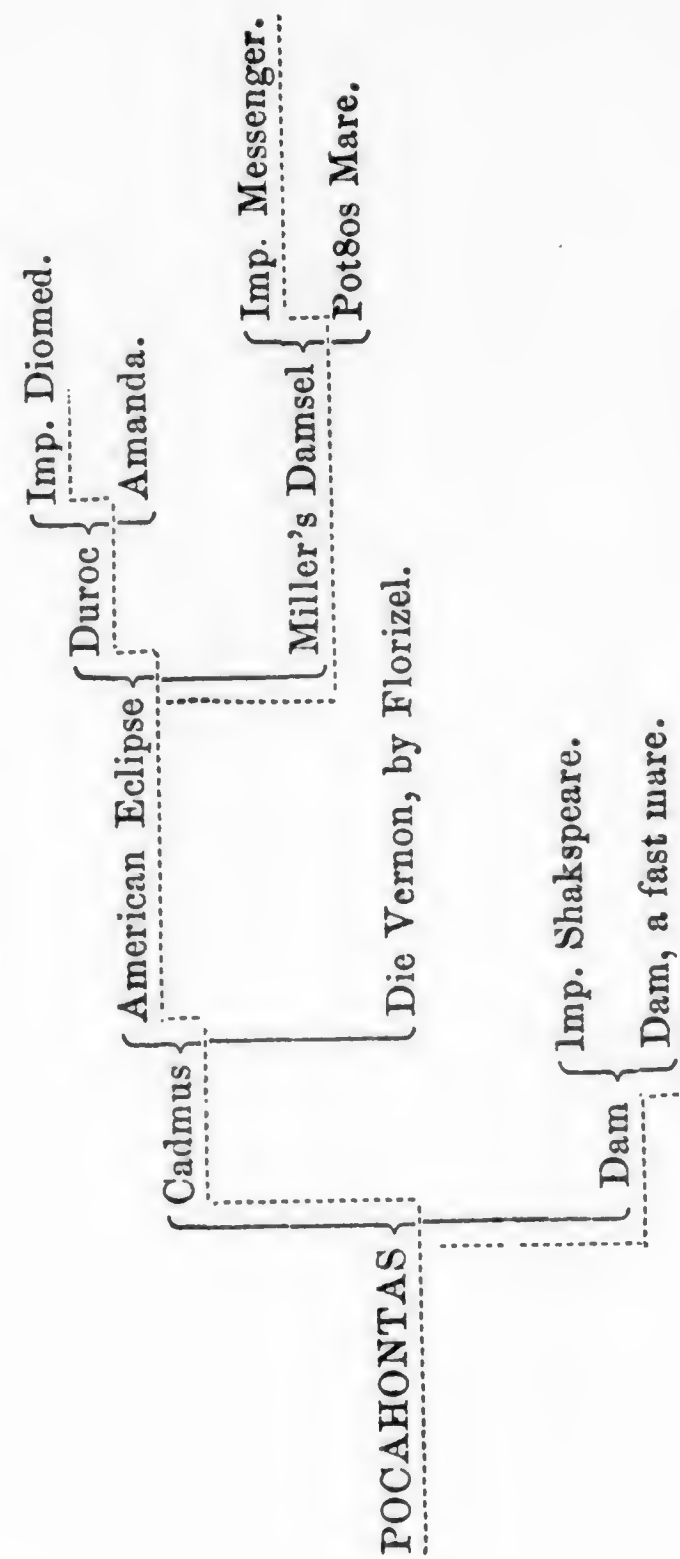 Imp. Diomed.
Duroc
Amanda.
American Eclipse
Imp. Messenger.
Miller's Damsel
Pot8os Mare.
Cadmus
Die Vernon, by Florizel.
POCAHONTAS
Imp. Shakspeare.
Dam
Dam, a fast mare.